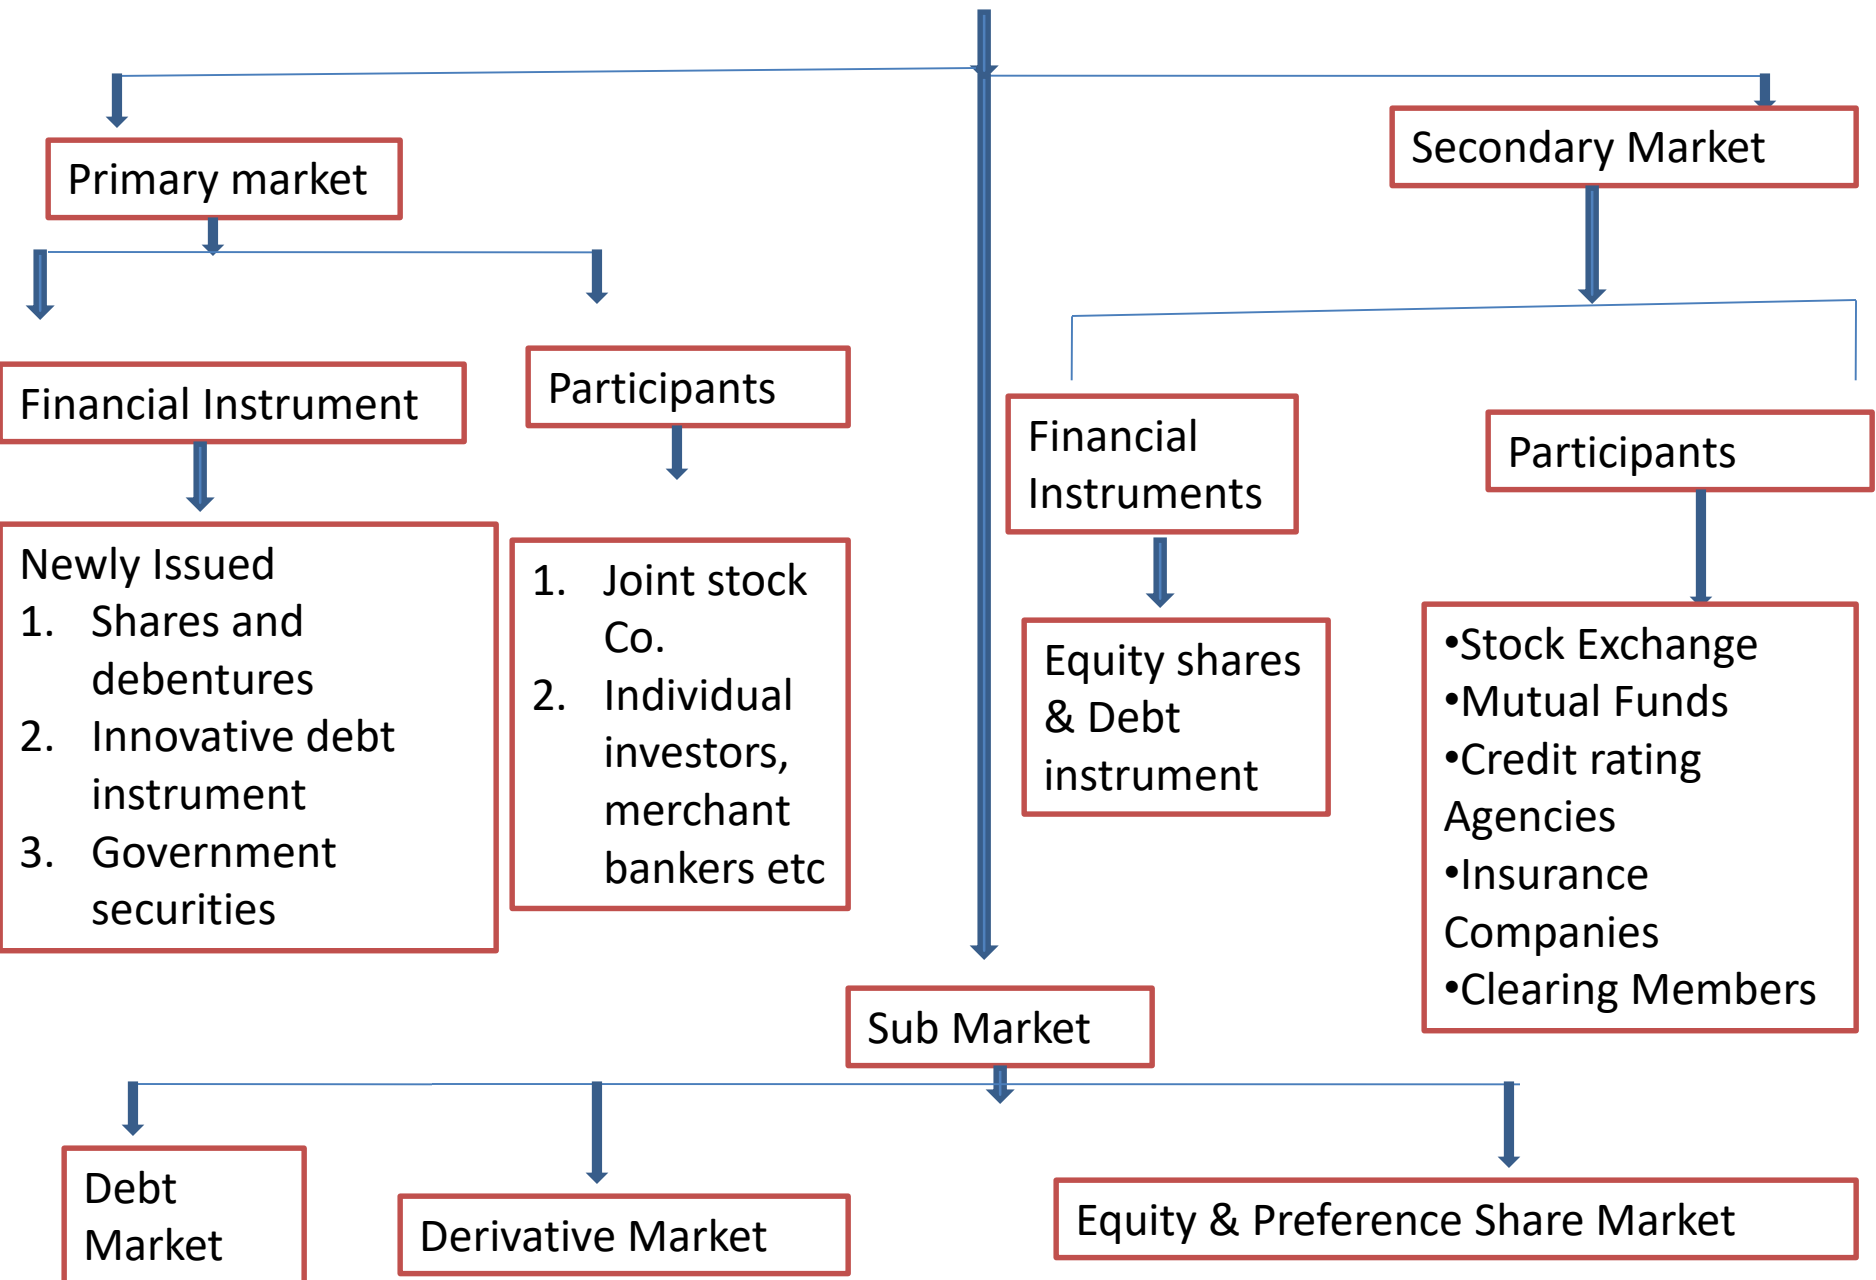 Primary market
Secondary Market
Financial Instrument
Participants
Financial
Instruments
Participants
Newly Issued
1. Shares and
debentures
2. Innovative debt
instrument
3. Government
securities
1. Joint stock
Co.
2. Individual
investors,
merchant
bankers etc
Equity shares
& Debt
instrument
•Stock Exchange
•Mutual Funds
•Credit rating
Agencies
•Insurance
Companies
•Clearing Members
Sub Market
Debt
Market
Derivative Market
Equity & Preference Share Market